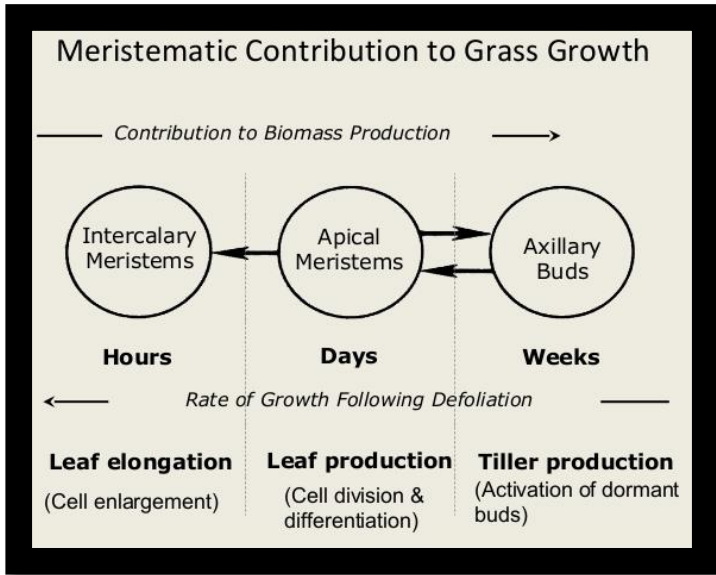 Meristematic Contribution to Grass Growth
Contribution to Biomass Production
Intercalary
Meristems
Apical
Meristems
Axillary
Buds
Hours
Days
Weeks
Rate of Growth Following Defoliation
Leaf elongation
(Cell enlargement)
Leaf production
(Cell division &
differentiation)
Tiller production
(Activation of dormant
buds)